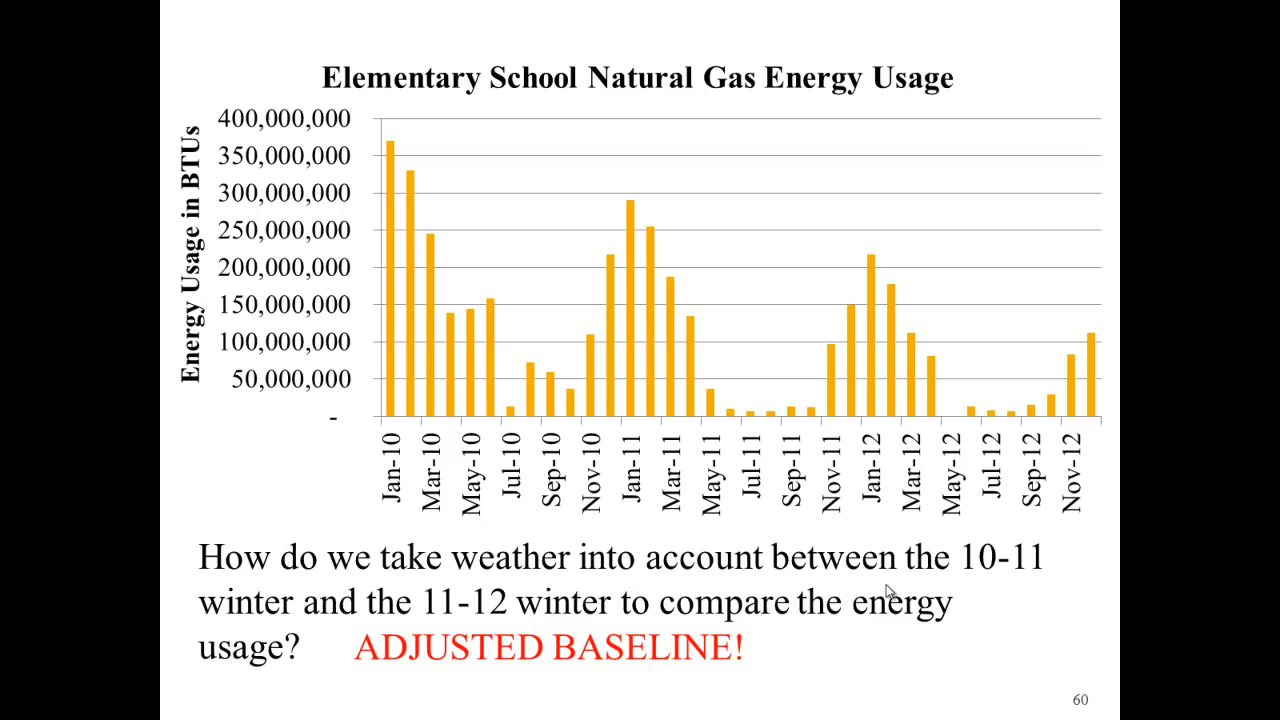 Elementary School Natural Gas Energy Usage
Energy Usage in BTUs
400,000,000
350,000,000
300,000,000
250,000,000
200,000,000
150,000,000
100,000,000
50,000,000
-
Jan-10
Mar-10
May-10
Jul-10
Sep-10
Nov-10
Jan-11
Mar-11
May-11
Jul-11
Sep-11
Nov-11
Jan-12
Mar-12
May-12
Jul-12
Sep-12
Nov-12
How do we take weather into account between the 10-11
winter and the 11-12 winter to compare the energy
usage? ADJUSTED BASELINE!
60